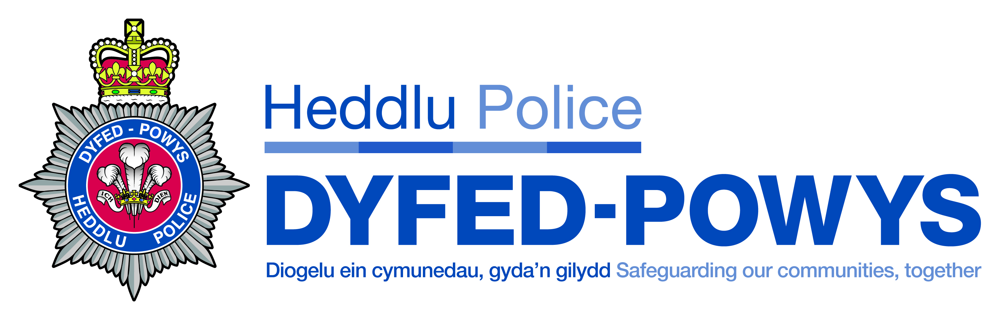 DYFED - POWYS
HEDDLU POLICE
ICH DIEN
Heddlu Police
DYFED-POWYS
Diogelu ein cymunedau, gyda’n gilydd Safeguarding our communities, together